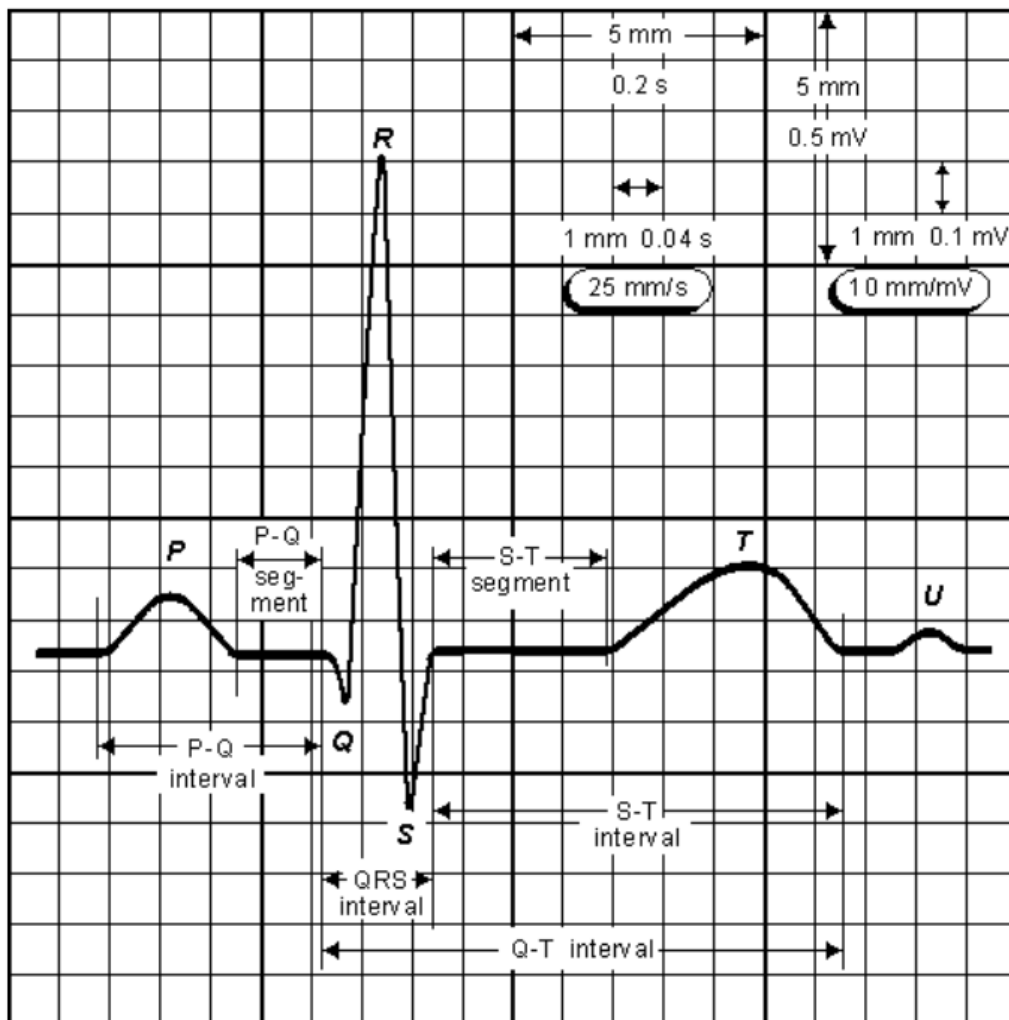 5 mm
0.2 s
5 mm
0.5 mV
1 mm 0.04 s
1 mm 0.1 mV
25 mm/s
10 mm/mV
R
P
P-Q
seg-
ment
S-T
segment
T
U
Q
P-Q
interval
S
S-T
interval
QRS
interval
Q-T interval